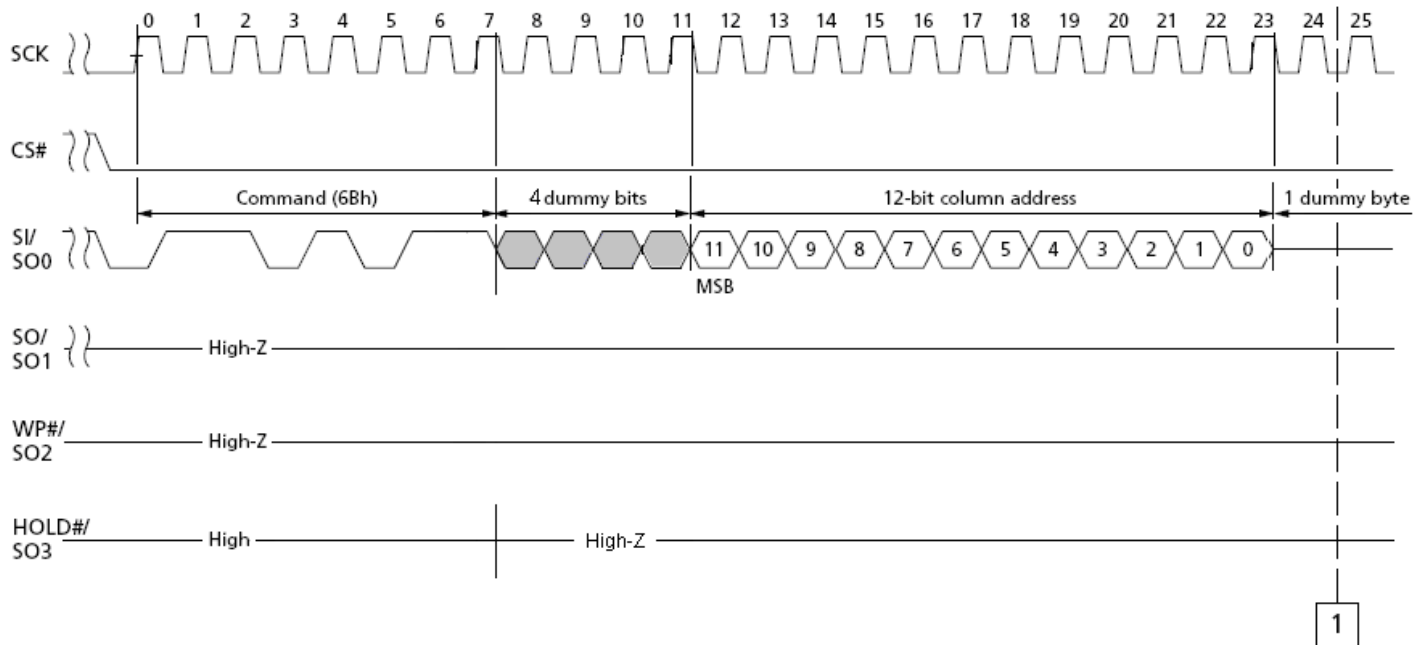 0 1 2 3 4 5 6 7 8 9 10 11 12 13 14 15 16 17 18 19 20 21 22 23 24 25
SCK
CS#
Command (6Bh) 4 dummy bits 12-bit column address 1 dummy byte
SI/
SO0
11 10 9 8 7 6 5 4 3 2 1 0
MSB
SO/
SO1
High-Z
WP#/
SO2
High-Z
HOLD#/
SO3
High High-Z
1